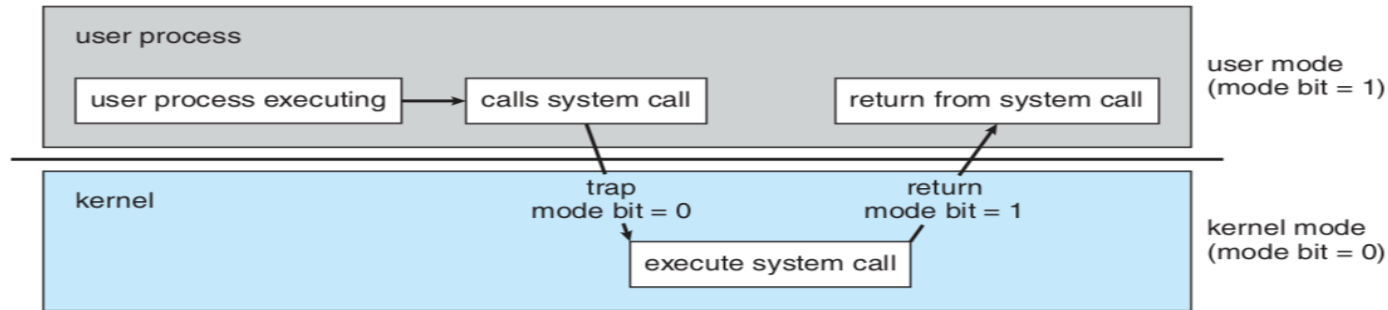 user process
user process executing
calls system call
return from system call
user mode
(mode bit = 1)
kernel
trap
mode bit = 0
return
mode bit = 1
execute system call
kernel mode
(mode bit = 0)